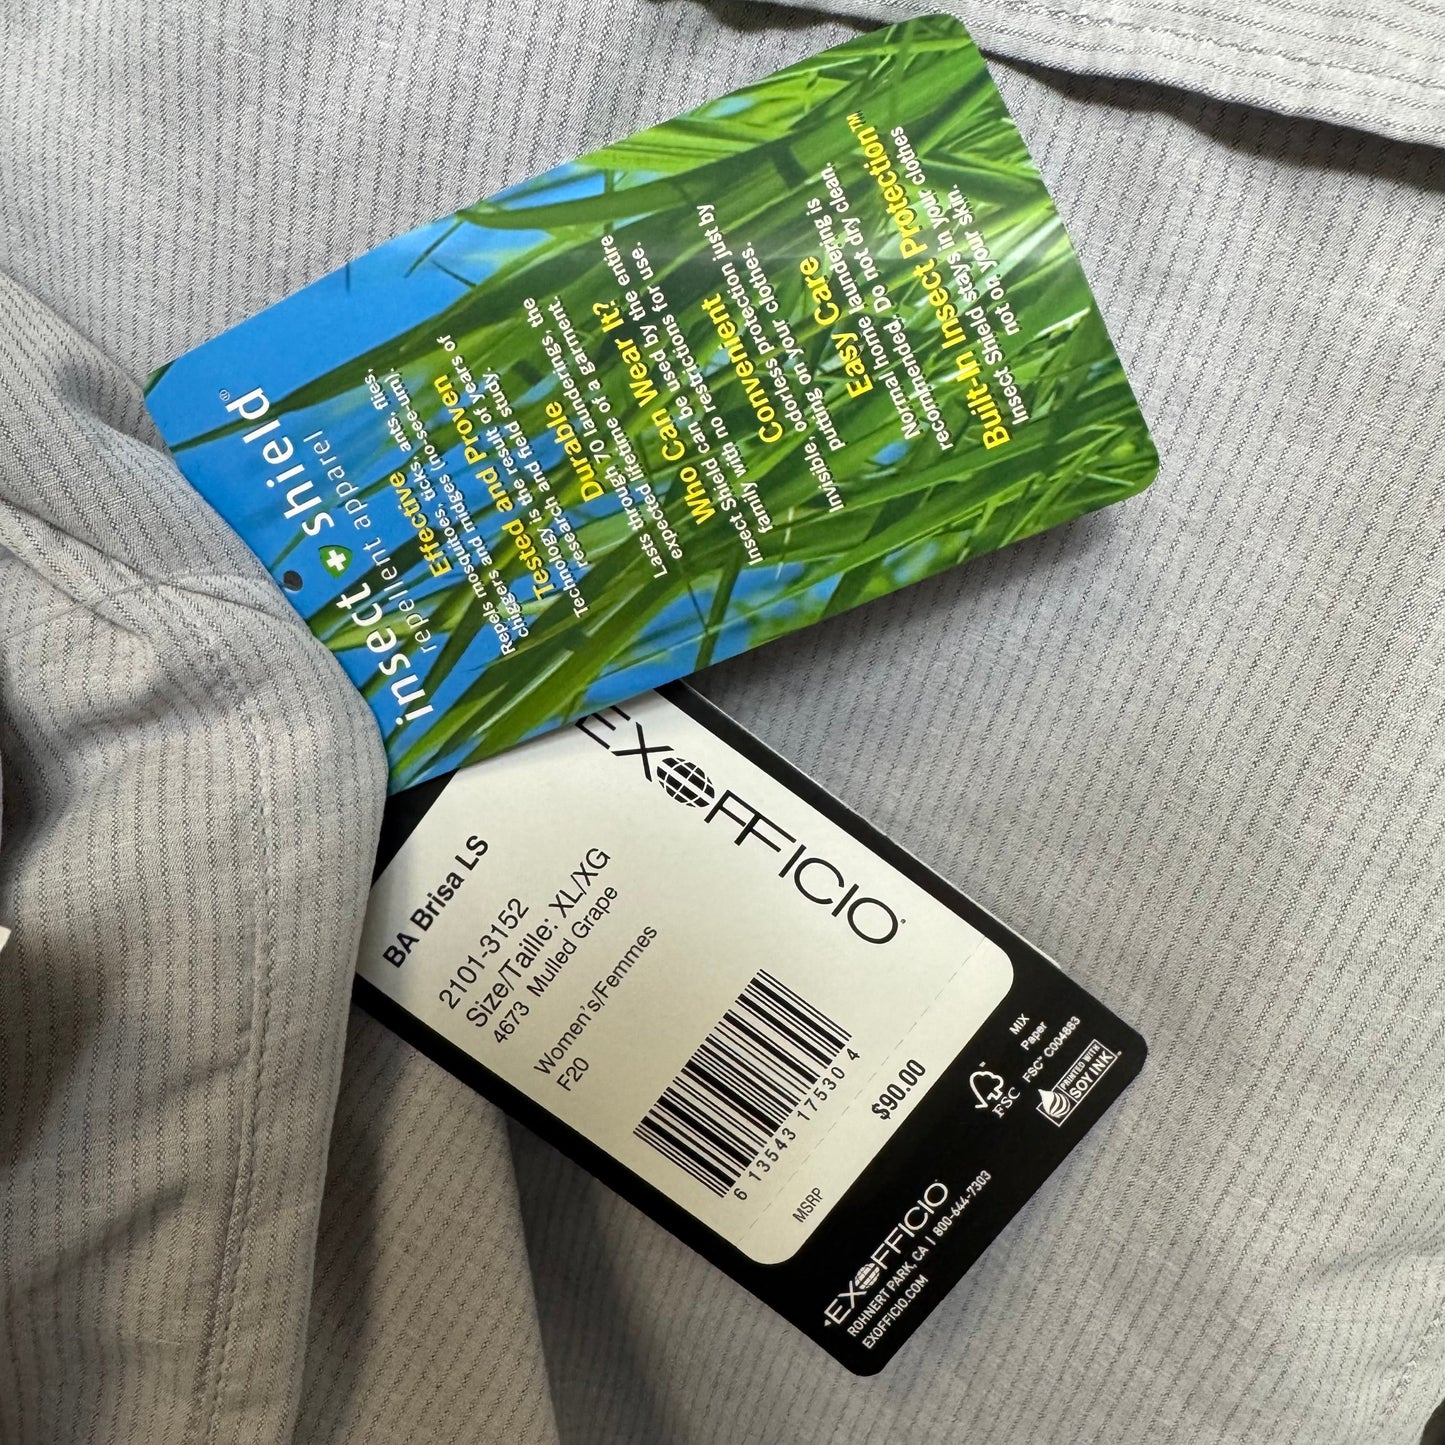 insect shield®
repellent apparel
Effective
Repels mosquitoes, ticks, ants, flies,
chiggers and midges (no-see-ums)
Tested and Proven
Technology is the result of years of
research and field study.
Durable
Lasts through 70 launderings, the
expected lifetime of a garment.
Who Can Wear It?
Insect Shield can be used by the entire
family with no restrictions for use.
Convenient
Invisible, odorless protection just by
putting on your clothes.
Easy Care
Normal home laundering is
recommended. Do not dry clean.
Built-In Insect Protection™
Insect Shield stays in your clothes
not on your skin.
EXOFFICIO
BA Brisa LS
2101-3152
Size/Taille: XL/XG
4673 Mulled Grape
Women's/Femmes
F20
6 13543 17530 4
MSRP $90.00
FSC
MIX
Paper
FSC™ C004883
PRINTED WITH
SOY INK™
EXOFFICIO
ROHNERT PARK, CA | 800-644-7303
EXOFFICIO.COM